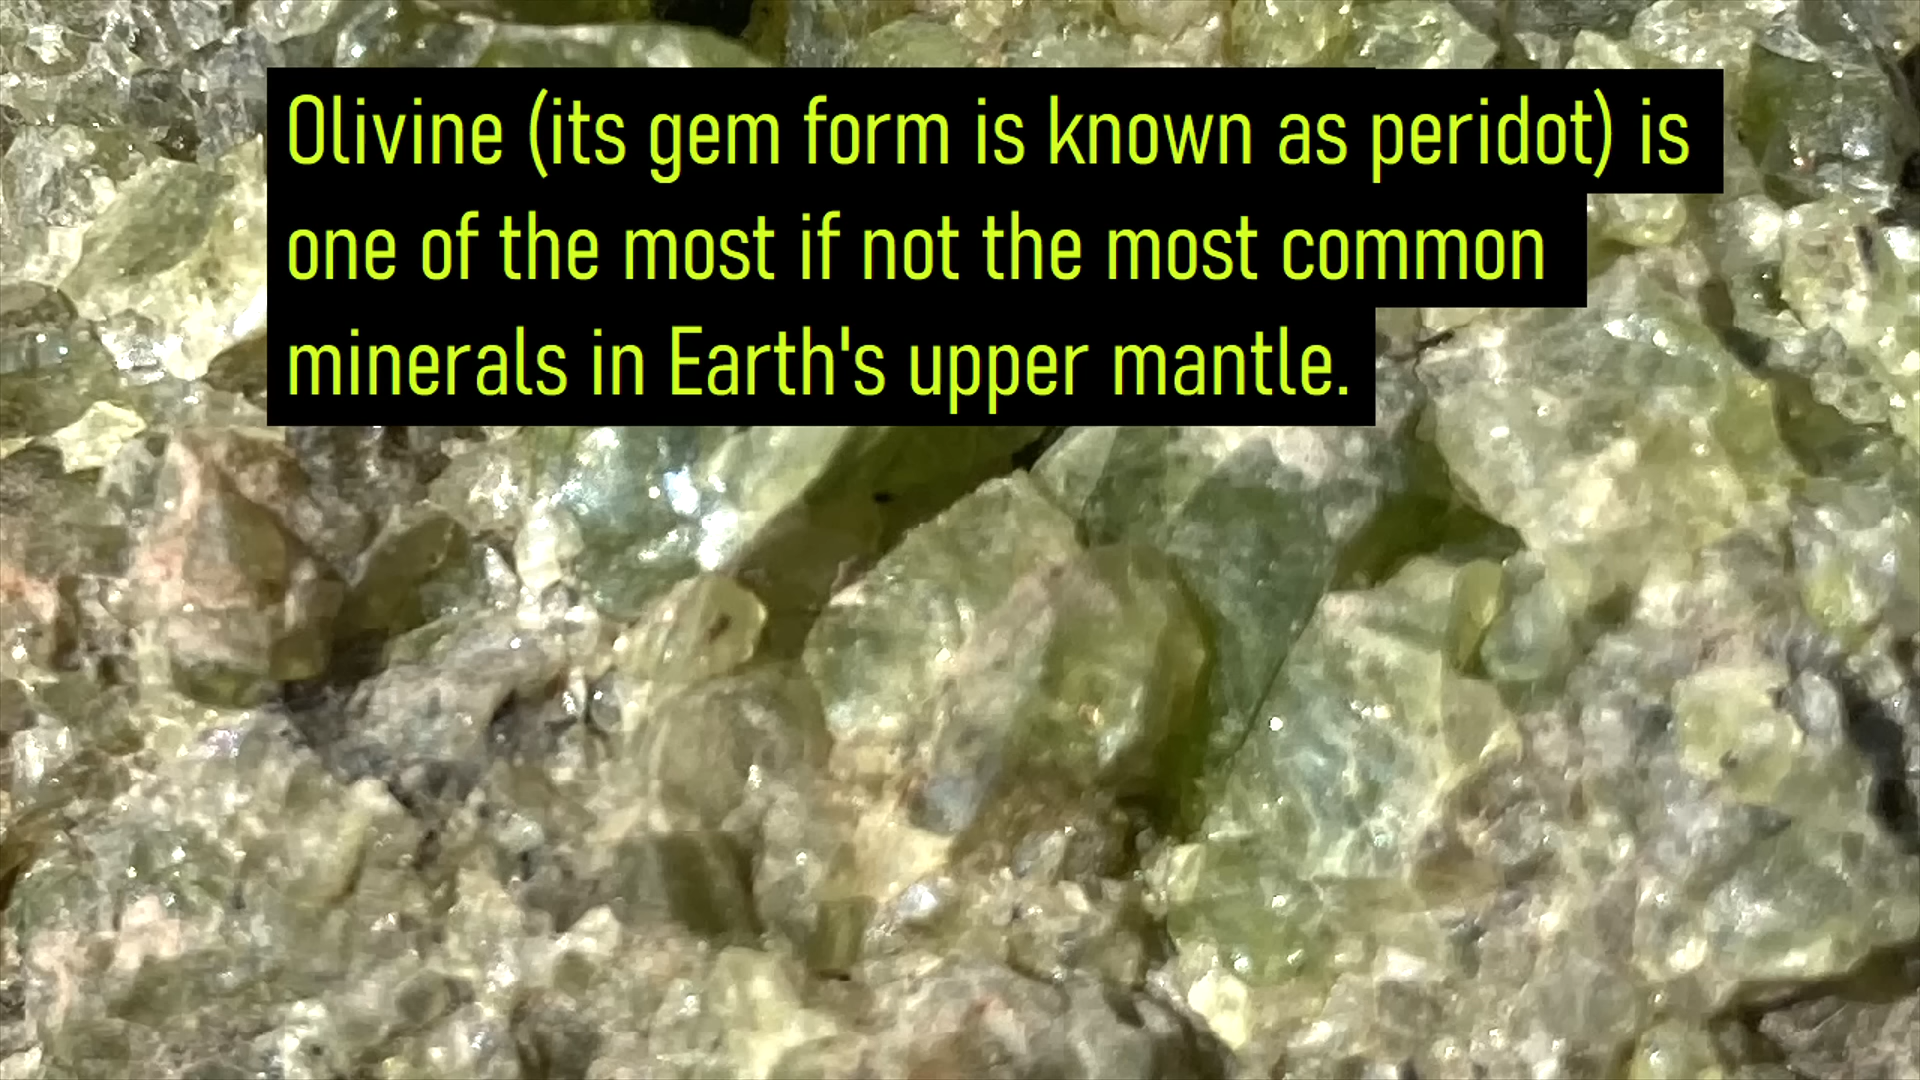 Olivine (its gem form is known as peridot) is
one of the most if not the most common
minerals in Earth's upper mantle.